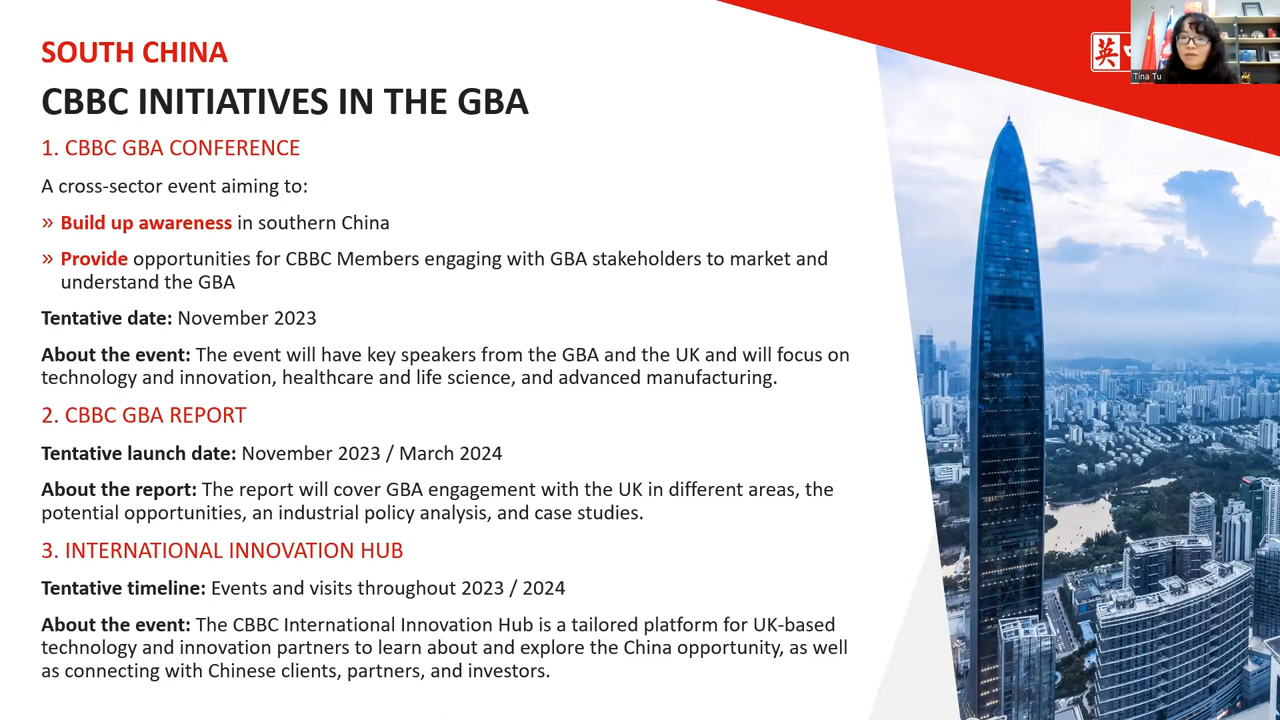 SOUTH CHINA
英
Tina Tu
CBBC INITIATIVES IN THE GBA
1. CBBC GBA CONFERENCE
A cross-sector event aiming to:
» Build up awareness in southern China
» Provide opportunities for CBBC Members engaging with GBA stakeholders to market and
understand the GBA
Tentative date: November 2023
About the event: The event will have key speakers from the GBA and the UK and will focus on
technology and innovation, healthcare and life science, and advanced manufacturing.
2. CBBC GBA REPORT
Tentative launch date: November 2023 / March 2024
About the report: The report will cover GBA engagement with the UK in different areas, the
potential opportunities, an industrial policy analysis, and case studies.
3. INTERNATIONAL INNOVATION HUB
Tentative timeline: Events and visits throughout 2023 / 2024
About the event: The CBBC International Innovation Hub is a tailored platform for UK-based
technology and innovation partners to learn about and explore the China opportunity, as well
as connecting with Chinese clients, partners, and investors.